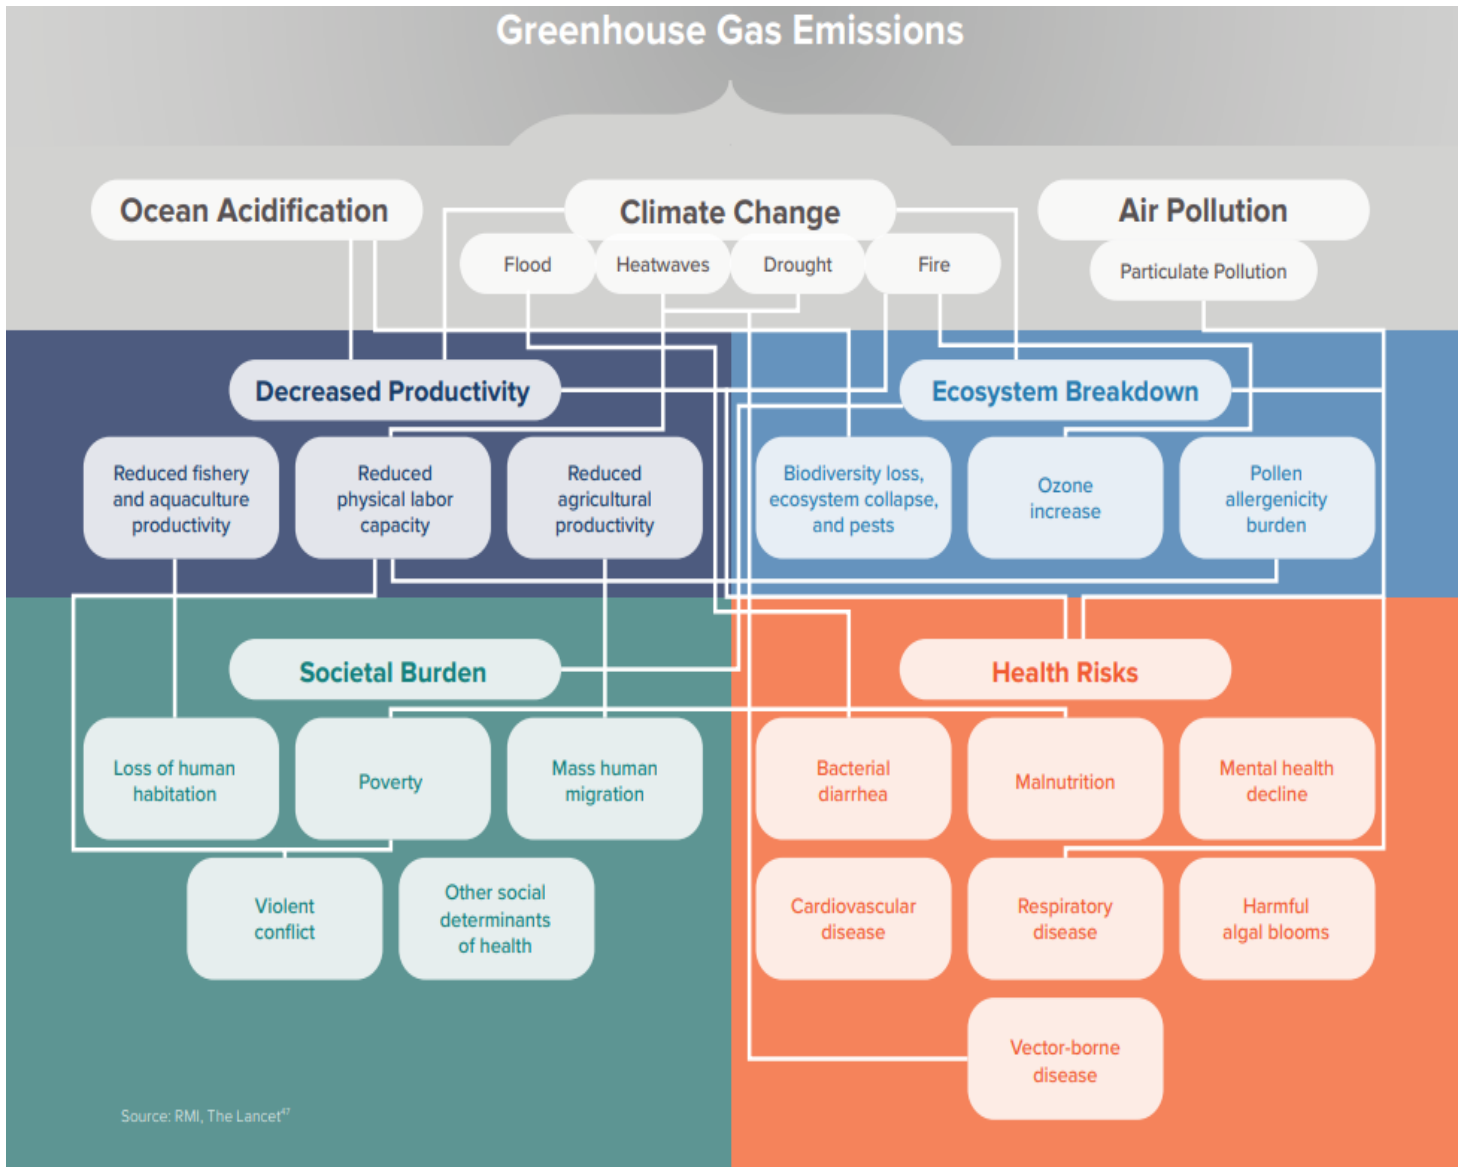 Greenhouse Gas Emissions
Ocean Acidification
Climate Change
Air Pollution
Flood
Heatwaves
Drought
Fire
Particulate Pollution
Decreased Productivity
Ecosystem Breakdown
Reduced fishery
and aquaculture
productivity
Reduced
physical labor
capacity
Reduced
agricultural
productivity
Biodiversity loss,
ecosystem collapse,
and pests
Ozone
increase
Pollen
allergenicity
burden
Societal Burden
Health Risks
Loss of human
habitation
Poverty
Mass human
migration
Bacterial
diarrhea
Malnutrition
Mental health
decline
Violent
conflict
Other social
determinants
of health
Cardiovascular
disease
Respiratory
disease
Harmful
algal blooms
Vector-borne
disease
Source: RMI, The Lancet⁴⁷